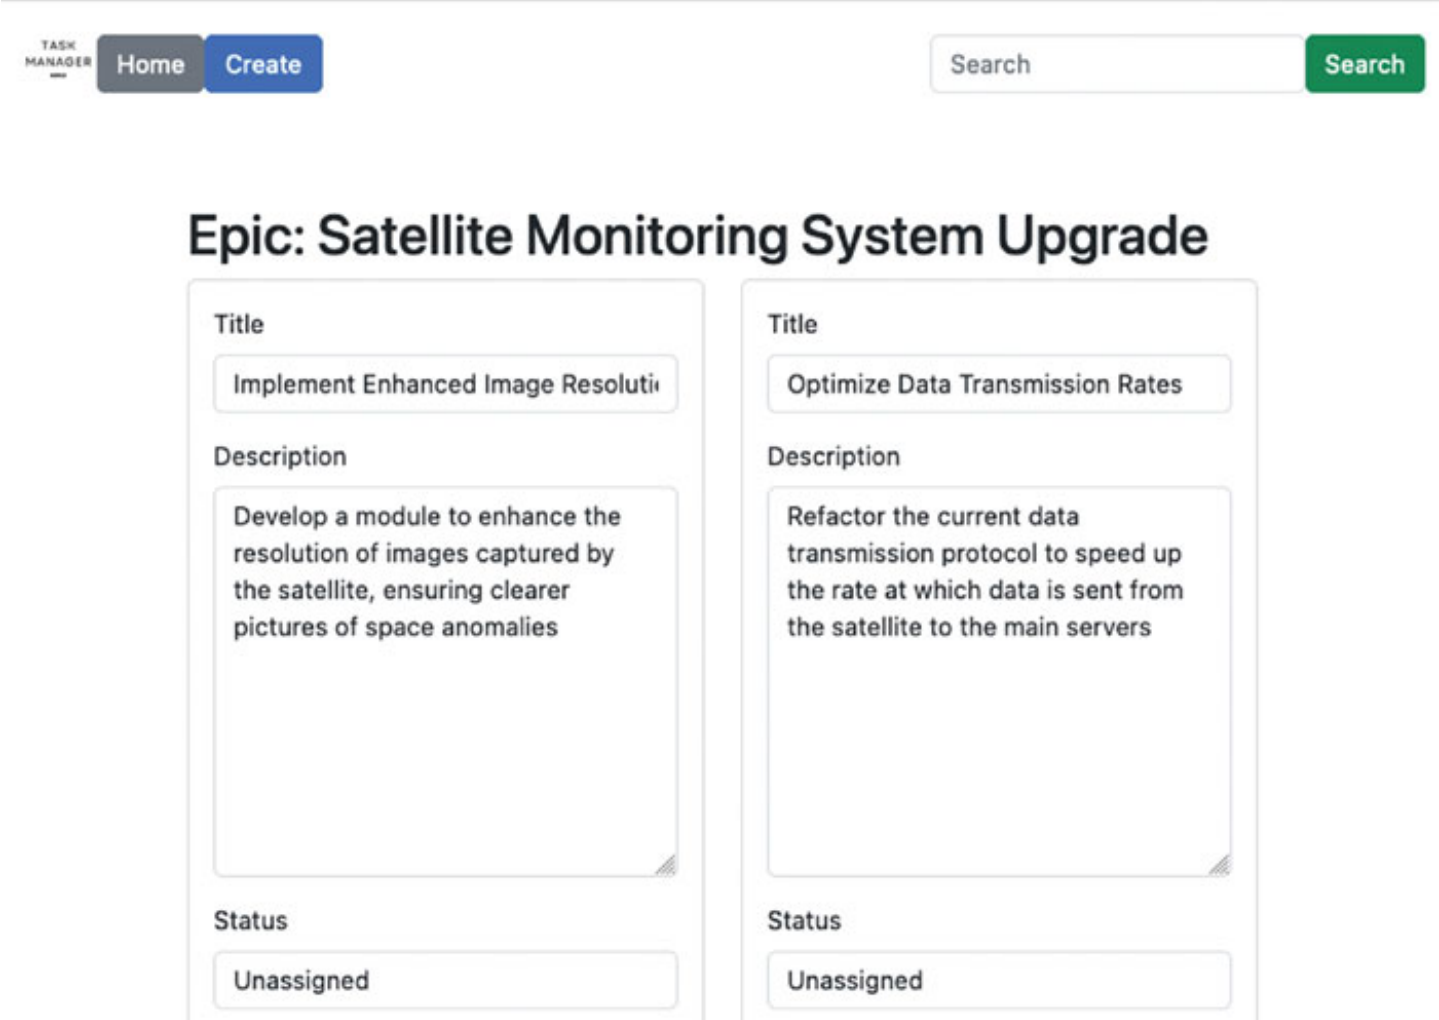 TASK
MANAGER
Home
Create
Search
Search
Epic: Satellite Monitoring System Upgrade
Title
Implement Enhanced Image Resoluti
Description
Develop a module to enhance the
resolution of images captured by
the satellite, ensuring clearer
pictures of space anomalies
Status
Unassigned
Title
Optimize Data Transmission Rates
Description
Refactor the current data
transmission protocol to speed up
the rate at which data is sent from
the satellite to the main servers
Status
Unassigned